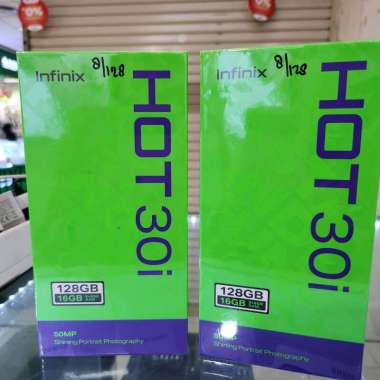 Infinix 8/128
HOT 30i
128GB
16GB
50MP
Shining Portrait Photography
Infinix 8/128
HOT 30i
128GB
16GB
50MP
Shining Portrait Photography